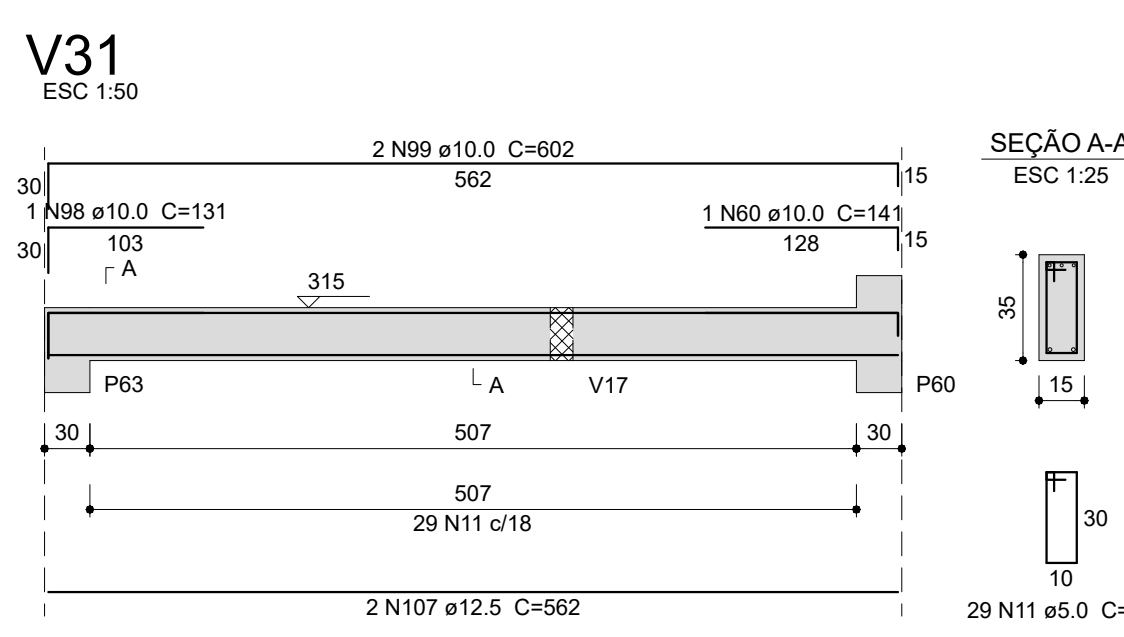 V31
ESC 1:50
2 N99 ø10.0 C=602
562
30
15
1 N98 ø10.0 C=131
103
30
1 N60 ø10.0 C=141
128
15
A
315
P63
A
V17
P60
30
507
30
507
29 N11 c/18
2 N107 ø12.5 C=562
SEÇÃO A-A
ESC 1:25
35
15
30
10
29 N11 ø5.0 C=